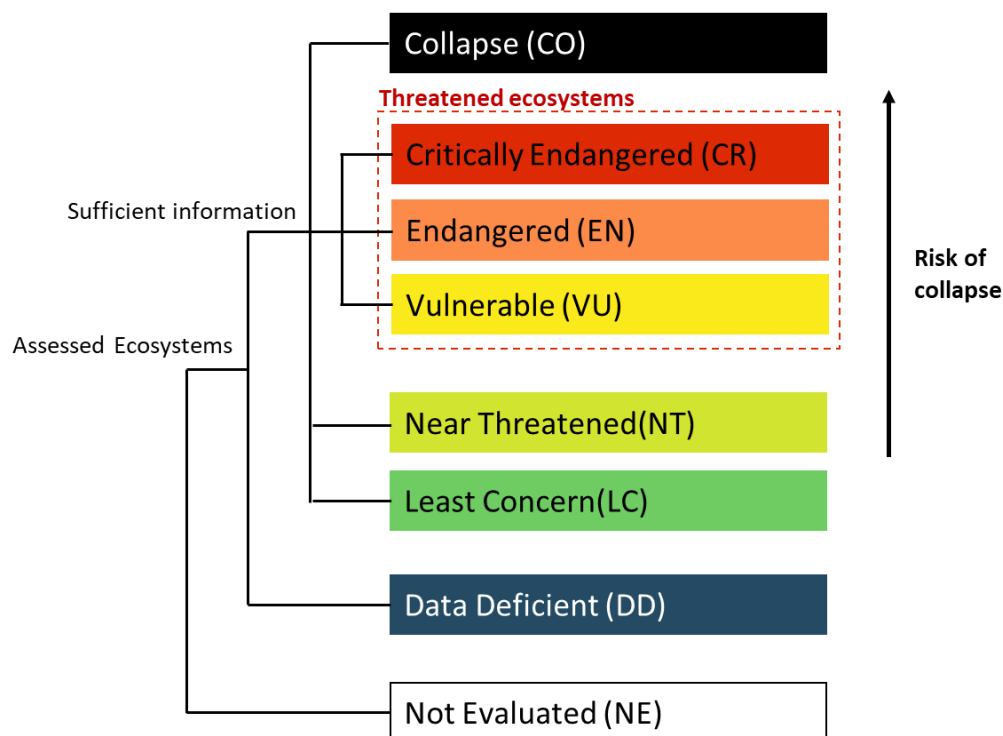 Collapse (CO)
Threatened ecosystems
Critically Endangered (CR)
Sufficient information
Endangered (EN)
Risk of
collapse
Vulnerable (VU)
Assessed Ecosystems
Near Threatened(NT)
Least Concern(LC)
Data Deficient (DD)
Not Evaluated (NE)